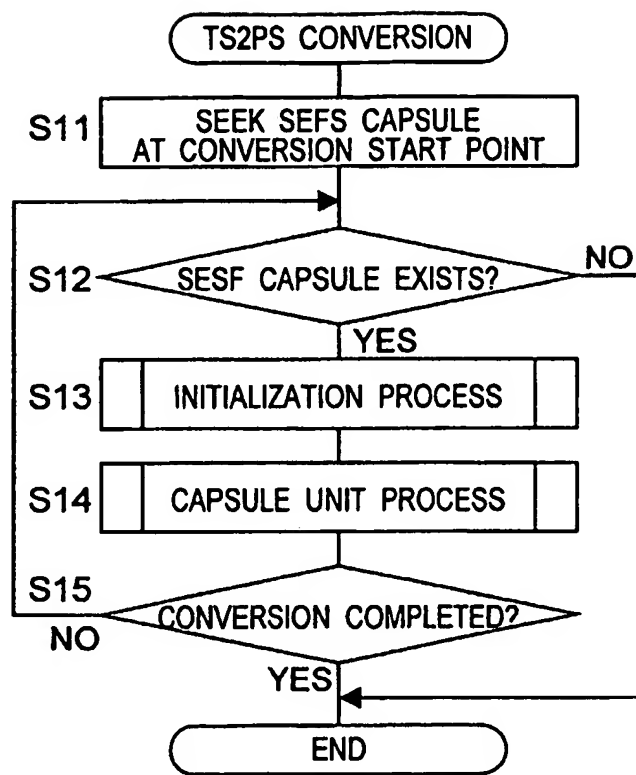 TS2PS CONVERSION
S11
SEEK SEFS CAPSULE
AT CONVERSION START POINT
S12
SESF CAPSULE EXISTS?
NO
YES
S13
INITIALIZATION PROCESS
S14
CAPSULE UNIT PROCESS
S15
CONVERSION COMPLETED?
NO
YES
END